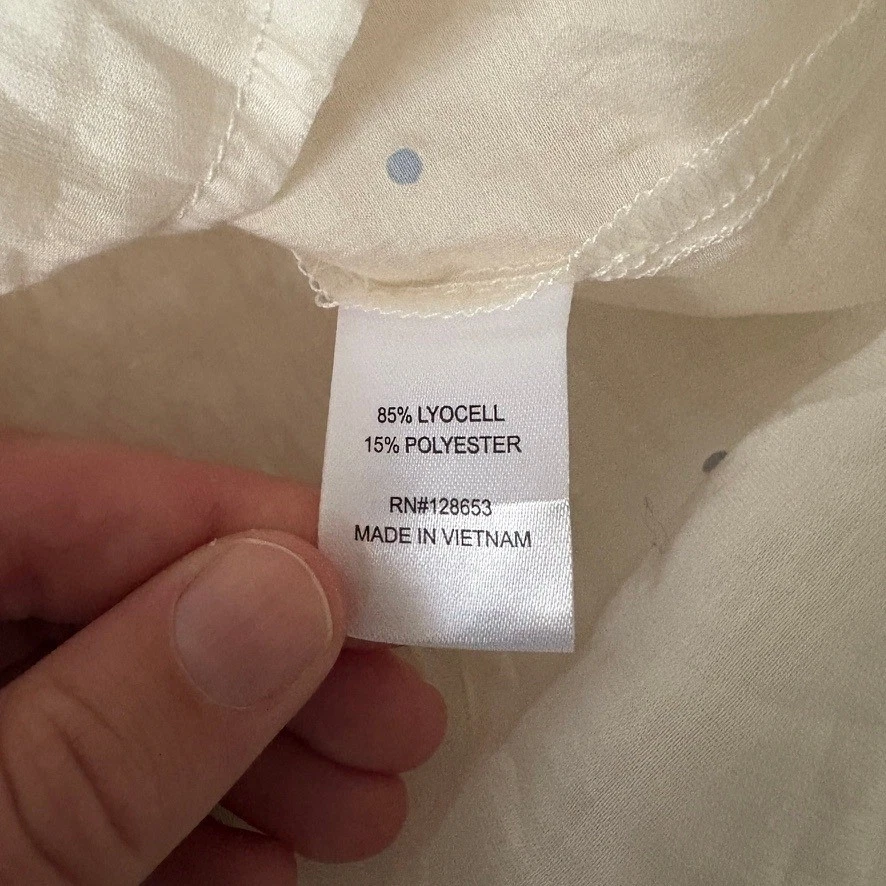 85% LYOCELL
15% POLYESTER
RN#128653
MADE IN VIETNAM